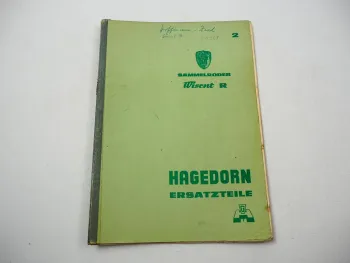 2
SAMMELRODER
Wisent R
HAGEDORN
ERSATZTEILE